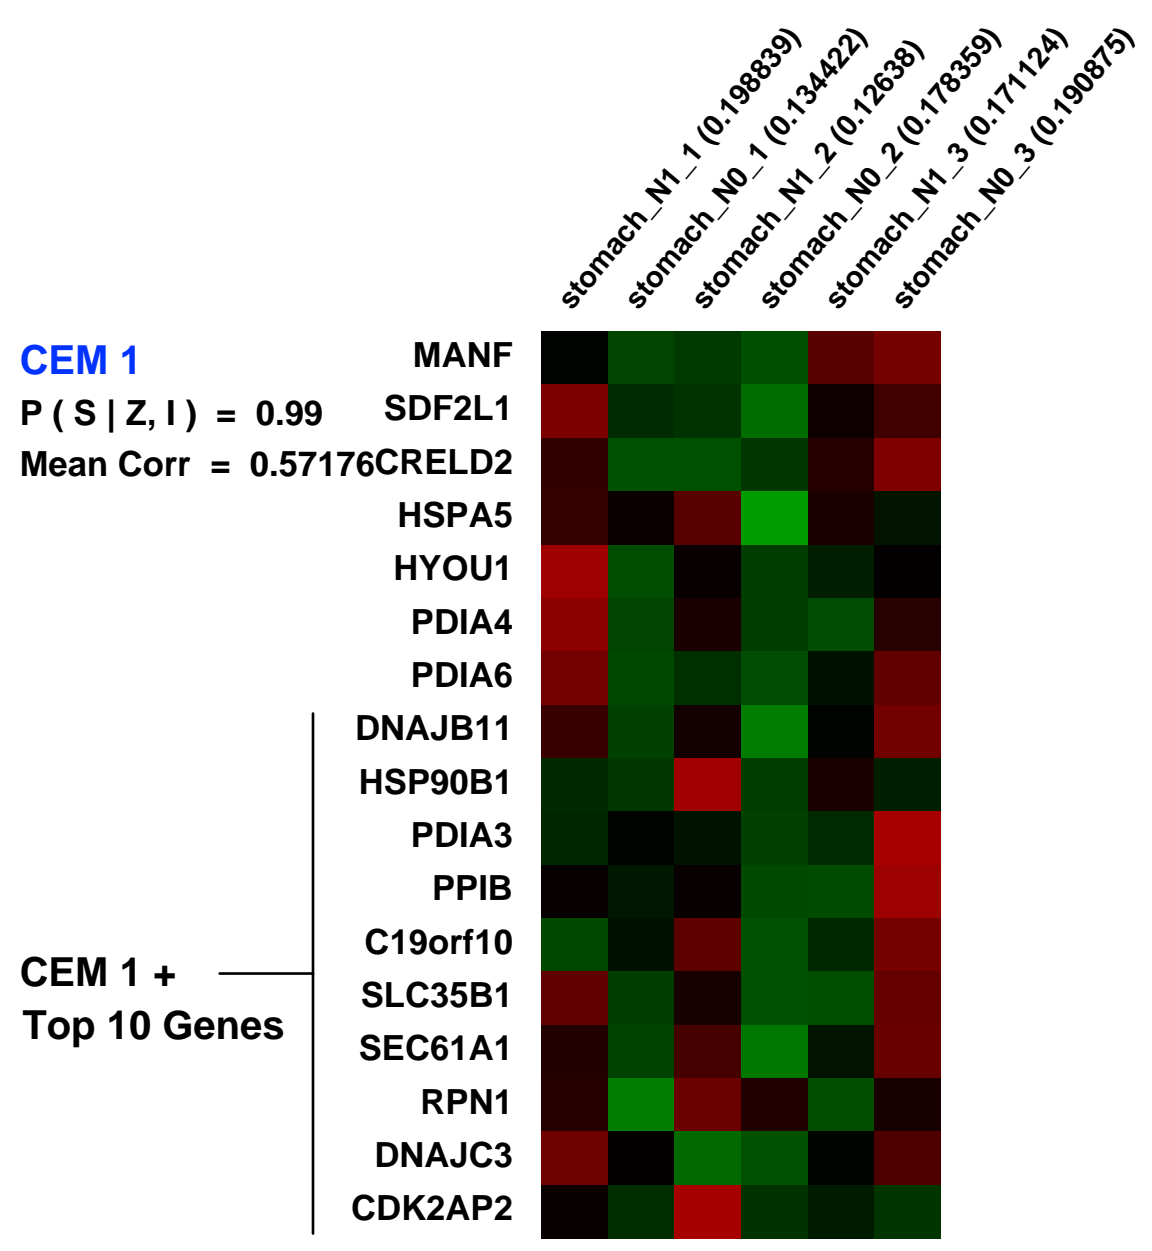 stomach_N1_1 (0.198839)
stomach_N0_1 (0.134422)
stomach_N1_2 (0.12638)
stomach_N0_2 (0.178359)
stomach_N1_3 (0.171124)
stomach_N0_3 (0.190875)
CEM 1
P ( S | Z, I ) = 0.99
Mean Corr = 0.57176
MANF
SDF2L1
CRELD2
HSPA5
HYOU1
PDIA4
PDIA6
DNAJB11
HSP90B1
PDIA3
PPIB
C19orf10
SLC35B1
SEC61A1
RPN1
DNAJC3
CDK2AP2
CEM 1 +
Top 10 Genes